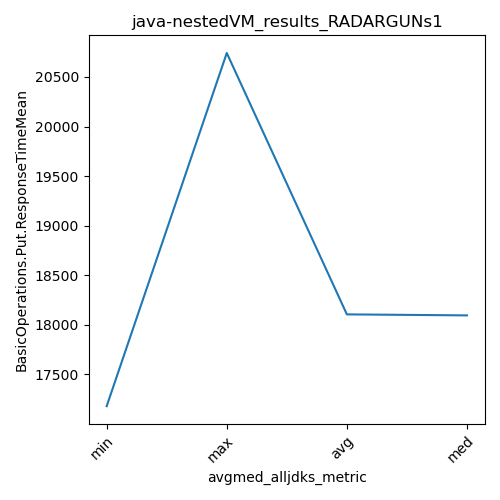 java-nestedVM_results_RADARGUNs1
BasicOperations.Put.ResponseTimeMean
20500
20000
19500
19000
18500
18000
17500
min
max
avg
med
avgmed_alljdks_metric